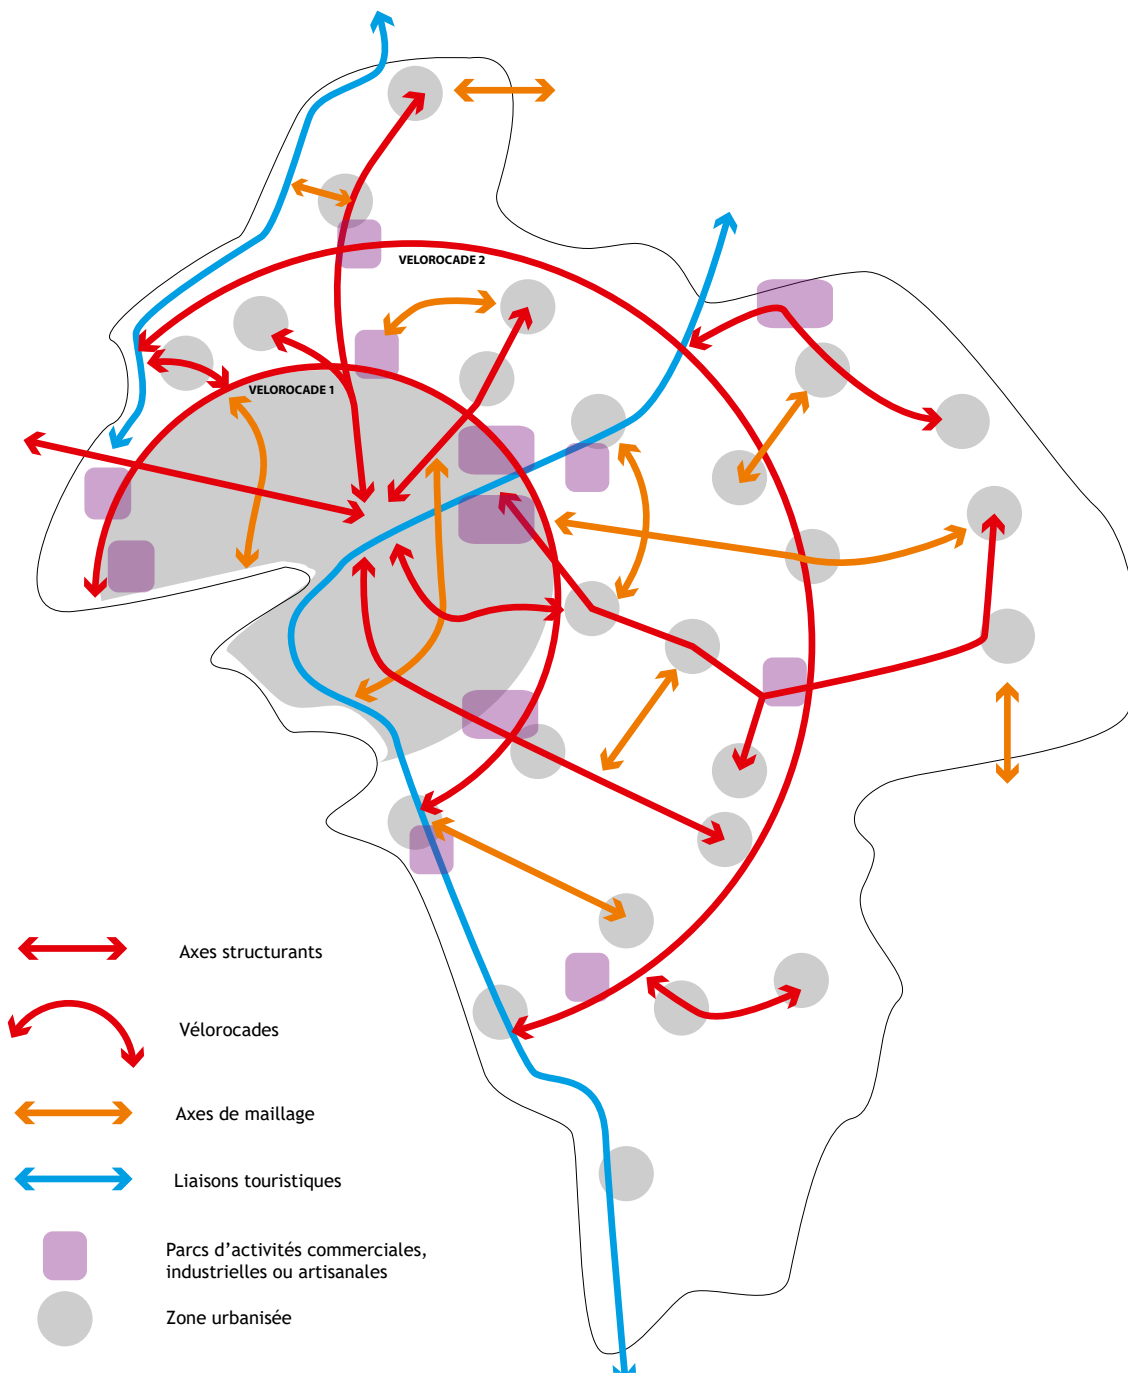 VELOROCADE 2
VELOROCADE 1
Axes structurants
Vélorocades
Axes de maillage
Liaisons touristiques
Parcs d'activités commerciales,
industrielles ou artisanales
Zone urbanisée